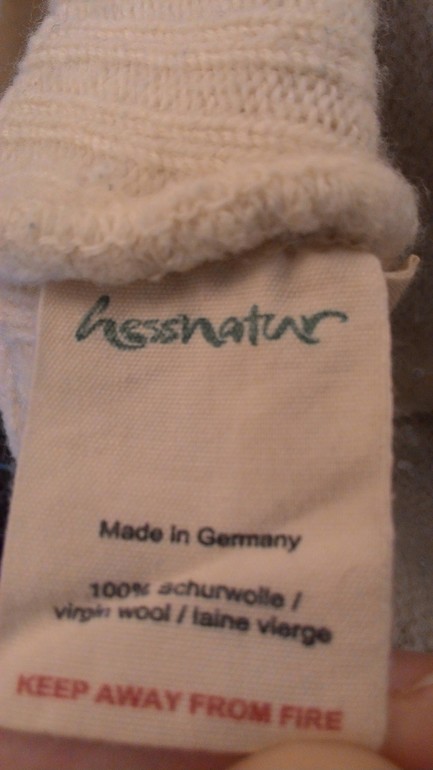 hessnatur
Made in Germany
100% Schurwolle /
virgin wool / laine vierge
KEEP AWAY FROM FIRE